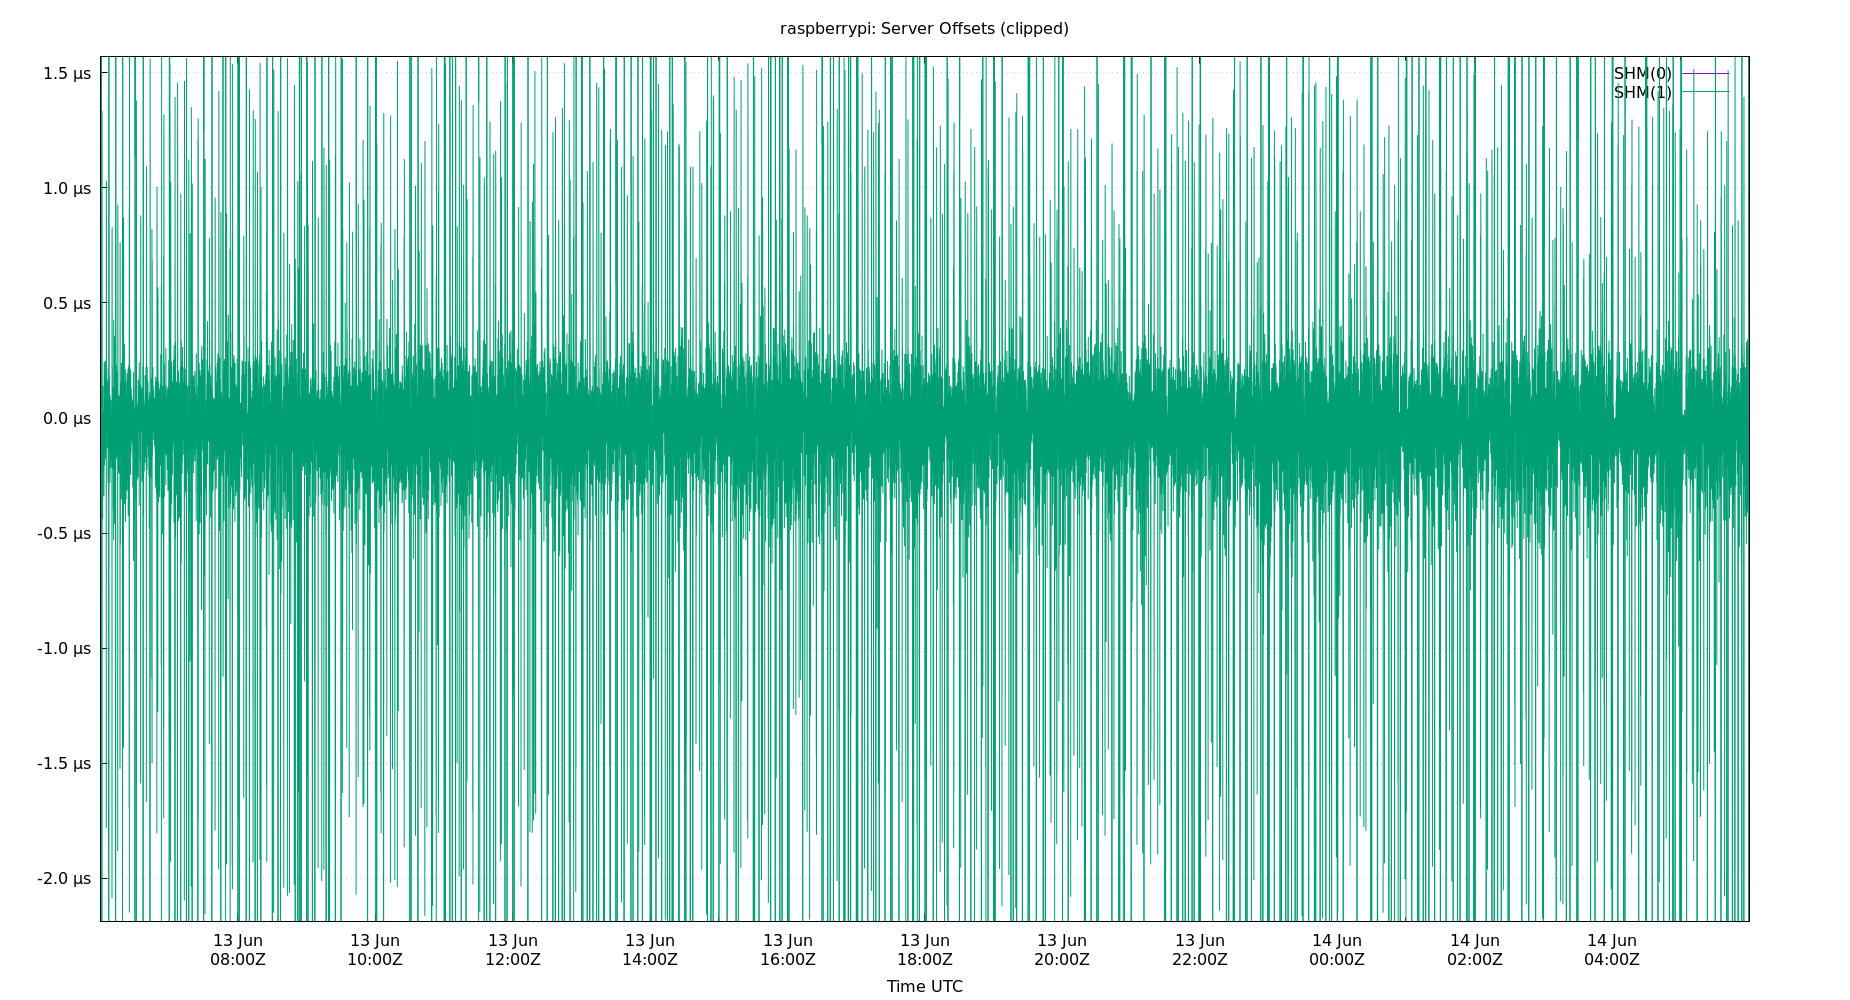 raspberrypi: Server Offsets (clipped)
1.5 µs
1.0 µs
0.5 µs
0.0 µs
-0.5 µs
-1.0 µs
-1.5 µs
-2.0 µs
SHM(0)
SHM(1)
13 Jun 13 Jun 13 Jun 13 Jun 13 Jun 13 Jun 13 Jun 13 Jun 14 Jun 14 Jun 14 Jun
08:00Z 10:00Z 12:00Z 14:00Z 16:00Z 18:00Z 20:00Z 22:00Z 00:00Z 02:00Z 04:00Z
Time UTC